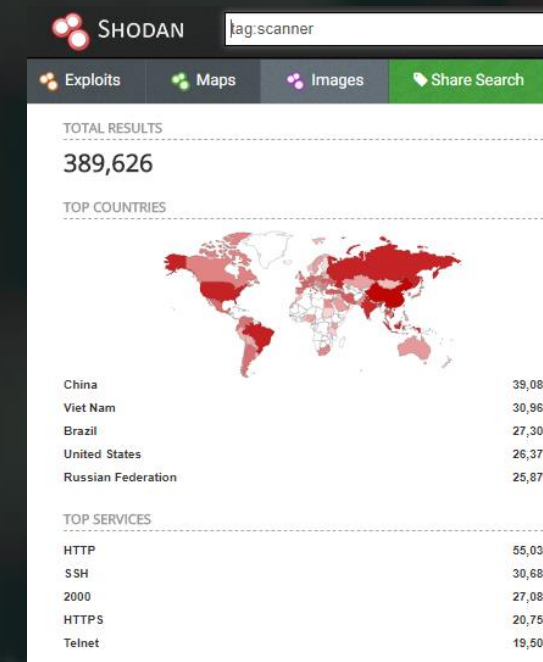 SHODAN
tag:scanner
Exploits Maps Images Share Search
TOTAL RESULTS
389,626
TOP COUNTRIES
China 39,08
Viet Nam 30,96
Brazil 27,30
United States 26,37
Russian Federation 25,87
TOP SERVICES
HTTP 55,03
SSH 30,68
2000 27,08
HTTPS 20,75
Telnet 19,50